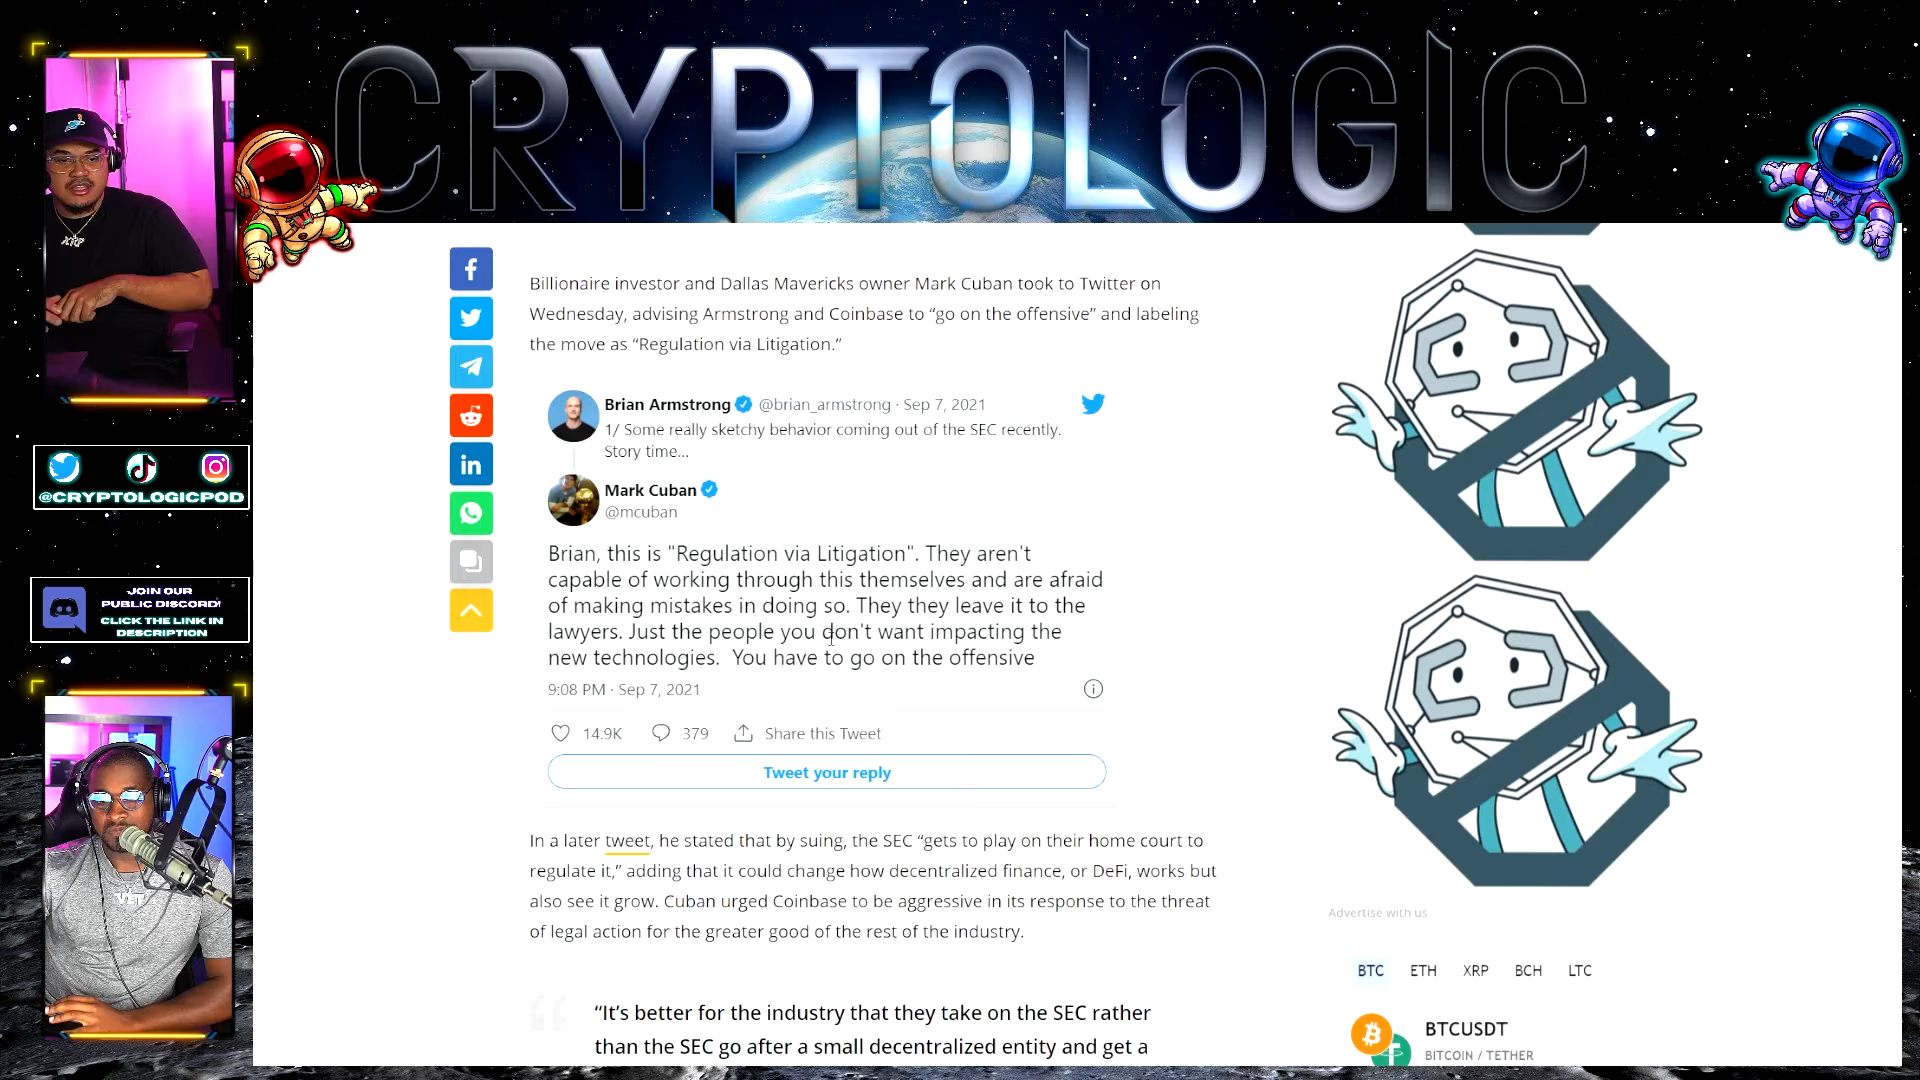 CRYPTOLOGIC
XRP
@CRYPTOLOGICPOD
JOIN OUR
PUBLIC DISCORD!
CLICK THE LINK IN
DESCRIPTION
VET
Billionaire investor and Dallas Mavericks owner Mark Cuban took to Twitter on
Wednesday, advising Armstrong and Coinbase to “go on the offensive” and labeling
the move as “Regulation via Litigation.”
Brian Armstrong @brian_armstrong · Sep 7, 2021
1/ Some really sketchy behavior coming out of the SEC recently.
Story time...
Mark Cuban
@mcuban
Brian, this is "Regulation via Litigation". They aren't
capable of working through this themselves and are afraid
of making mistakes in doing so. They they leave it to the
lawyers. Just the people you don't want impacting the
new technologies.  You have to go on the offensive
9:08 PM · Sep 7, 2021
14.9K 379 Share this Tweet
Tweet your reply
In a later tweet, he stated that by suing, the SEC “gets to play on their home court to
regulate it,” adding that it could change how decentralized finance, or DeFi, works but
also see it grow. Cuban urged Coinbase to be aggressive in its response to the threat
of legal action for the greater good of the rest of the industry.
“It’s better for the industry that they take on the SEC rather
than the SEC go after a small decentralized entity and get a
Advertise with us
BTC ETH XRP BCH LTC
BTCUSDT
BITCOIN / TETHER